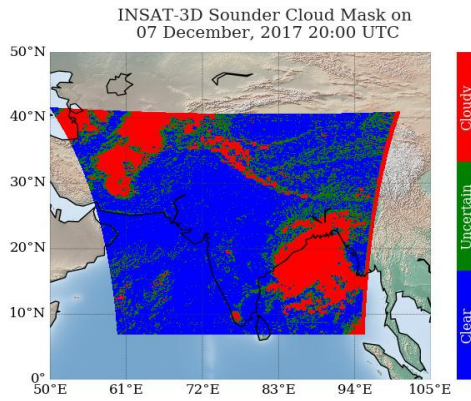 INSAT-3D Sounder Cloud Mask on
07 December, 2017 20:00 UTC
50°N
40°N
30°N
20°N
10°N
0°
50°E
61°E
72°E
83°E
94°E
105°E
Cloudy
Uncertain
Clear